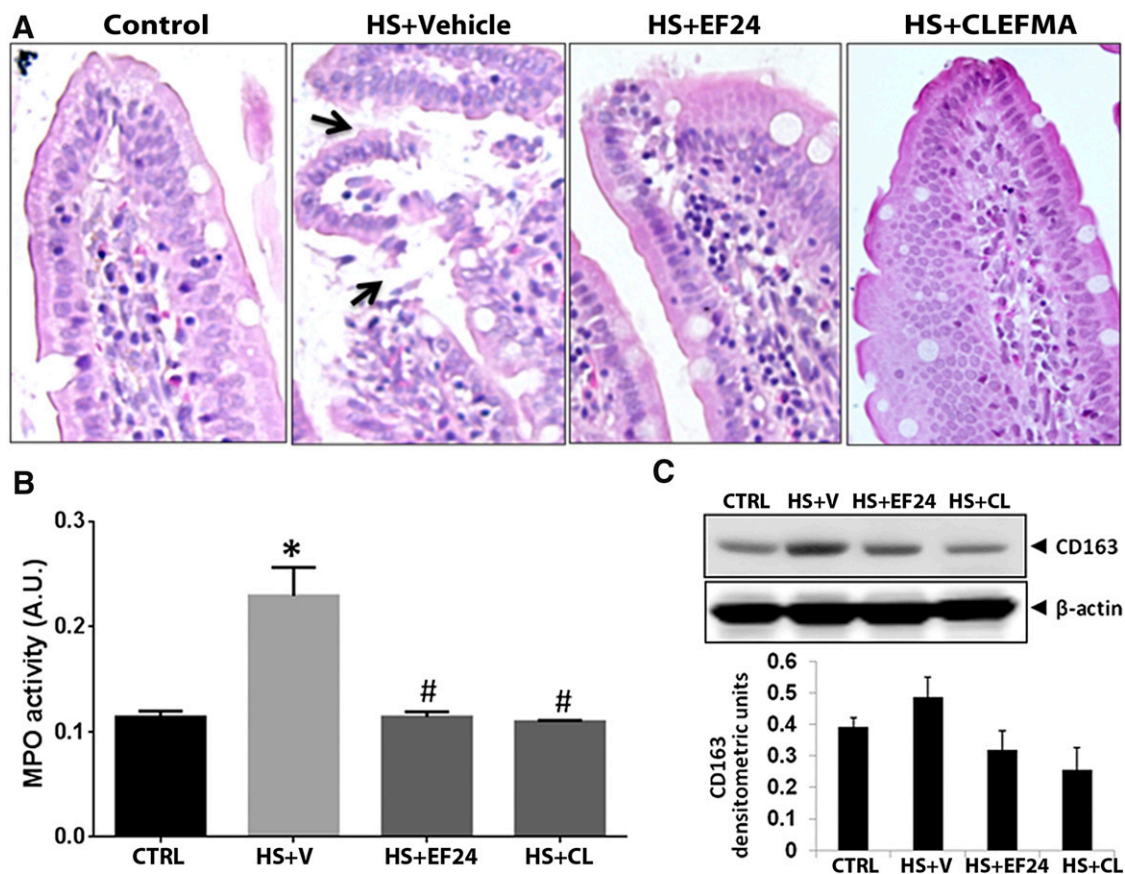 A
Control HS+Vehicle HS+EF24 HS+CLEFMA
B
MPO activity (A.U.)
0.3
0.2
0.1
0.0
*
#
#
CTRL HS+V HS+EF24 HS+CL
C
CTRL HS+V HS+EF24 HS+CL
CD163
β-actin
CD163
densitometric units
0.6
0.5
0.4
0.3
0.2
0.1
0
CTRL HS+V HS+EF24 HS+CL